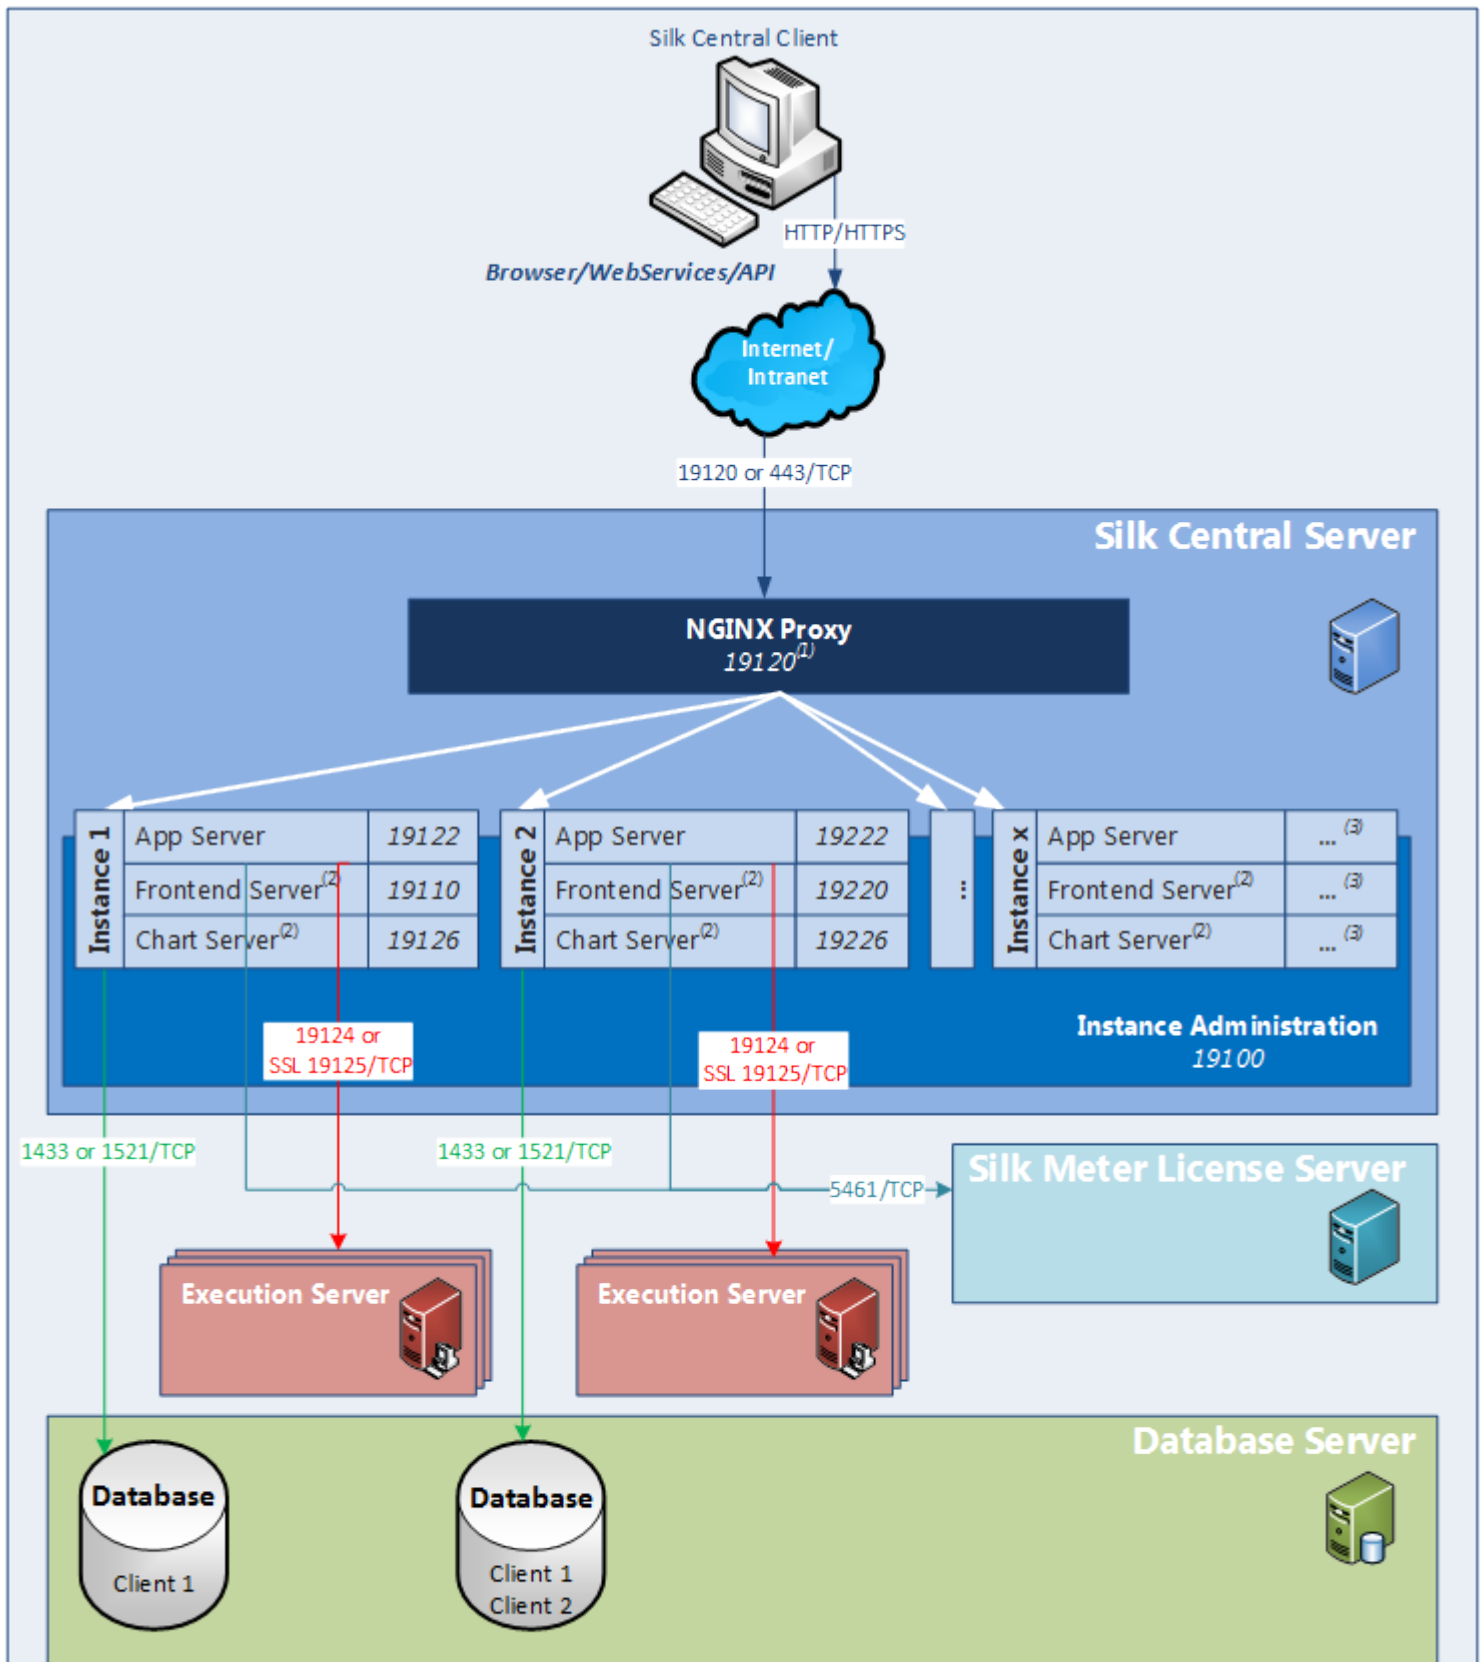 Silk Central Client
HTTP/HTTPS
Browser/WebServices/API
Internet/
Intranet
19120 or 443/TCP
Silk Central Server
NGINX Proxy
19120(1)
Instance 1
App Server 19122
Frontend Server(2) 19110
Chart Server(2) 19126
Instance 2
App Server 19222
Frontend Server(2) 19220
Chart Server(2) 19226
...
Instance x
App Server ... (3)
Frontend Server(2) ... (3)
Chart Server(2) ... (3)
19124 or
SSL 19125/TCP
19124 or
SSL 19125/TCP
Instance Administration
19100
1433 or 1521/TCP
1433 or 1521/TCP
5461/TCP
Silk Meter License Server
Execution Server
Execution Server
Database Server
Database
Client 1
Database
Client 1
Client 2